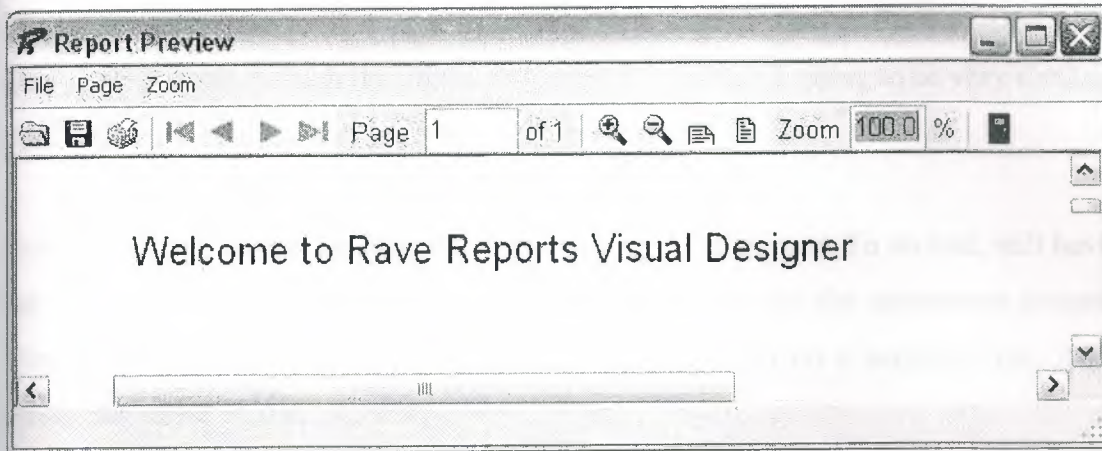 Report Preview
File Page Zoom
Page 1 of 1 Zoom 100.0 %
Welcome to Rave Reports Visual Designer